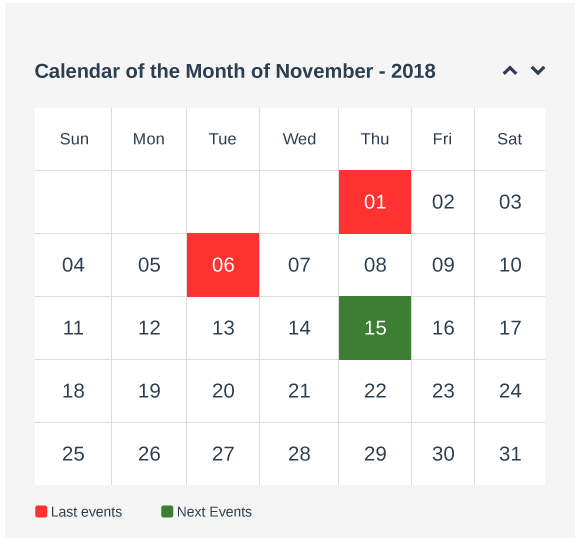 Calendar of the Month of November - 2018
Sun Mon Tue Wed Thu Fri Sat
01 02 03
04 05 06 07 08 09 10
11 12 13 14 15 16 17
18 19 20 21 22 23 24
25 26 27 28 29 30 31
Last events Next Events